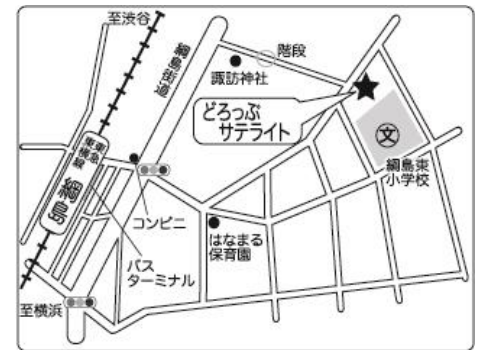 至渋谷
綱島街道
階段
諏訪神社
どろっぷ
サテライト
文
綱島東
小学校
東急
東横線
綱島
コンビニ
はなまる
保育園
バス
ターミナル
至横浜